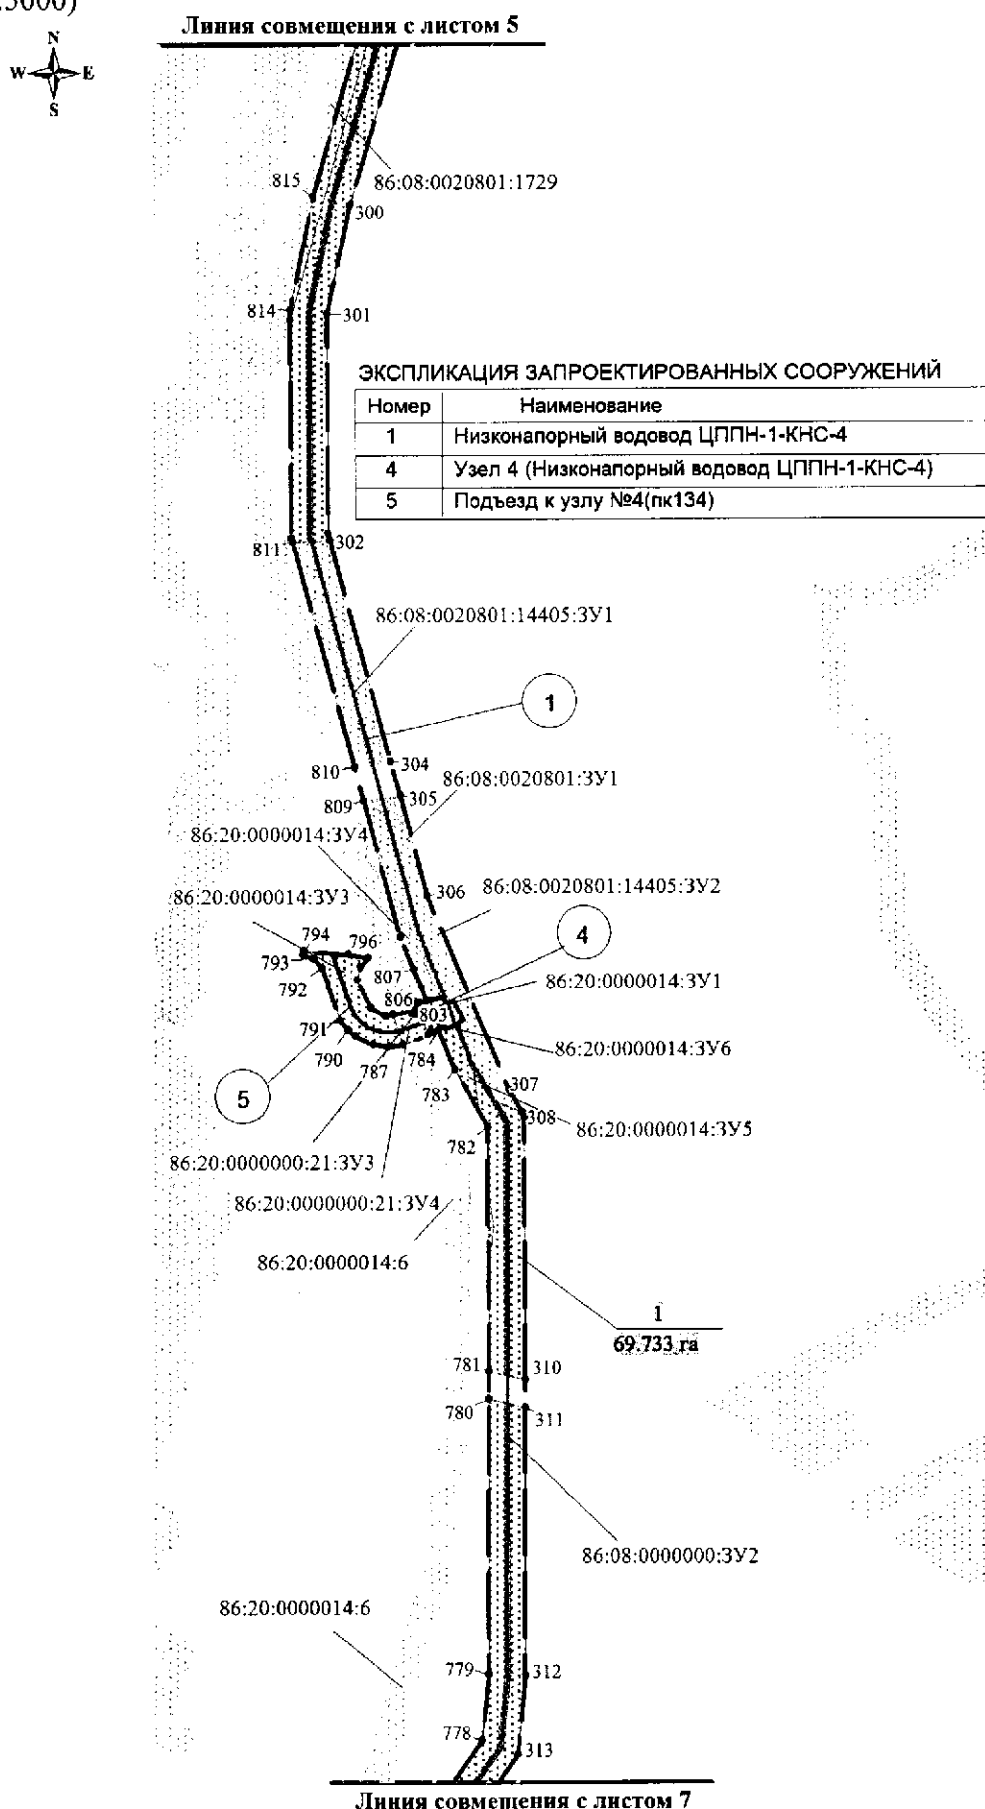 :5000)
Линия совмещения с листом 5
N
W E
S
815
86:08:0020801:1729
300
814
301
ЭКСПЛИКАЦИЯ ЗАПРОЕКТИРОВАННЫХ СООРУЖЕНИЙ
Номер Наименование
1 Низконапорный водовод ЦППН-1-КНС-4
4 Узел 4 (Низконапорный водовод ЦППН-1-КНС-4)
5 Подъезд к узлу №4(пк134)
811
302
86:08:0020801:14405:ЗУ1
1
304
810
86:08:0020801:ЗУ1
305
809
86:20:0000014:ЗУ4
306
86:08:0020801:14405:ЗУ2
86:20:0000014:ЗУ3
4
794
796
793
807
792
86:20:0000014:ЗУ1
806
803
791
790
784
86:20:0000014:ЗУ6
787
783
307
5
308
86:20:0000014:ЗУ5
782
86:20:0000000:21:ЗУ3
86:20:0000000:21:ЗУ4
86:20:0000014:6
1
69.733 га
781
310
780
311
86:08:0000000:ЗУ2
86:20:0000014:6
779
312
778
313
Линия совмещения с листом 7